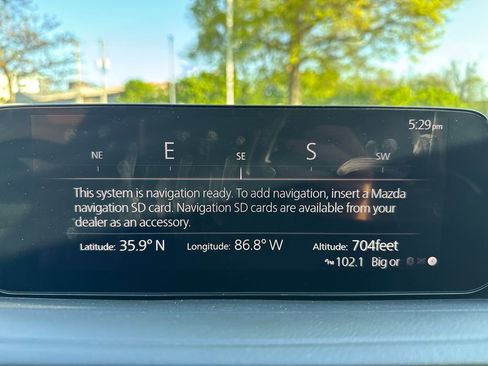 5:29pm
NE E SE S SW
This system is navigation ready. To add navigation, insert a Mazda
navigation SD card. Navigation SD cards are available from your
dealer as an accessory.
Latitude: 35.9° N Longitude: 86.8° W Altitude: 704feet
FM 102.1 Big or